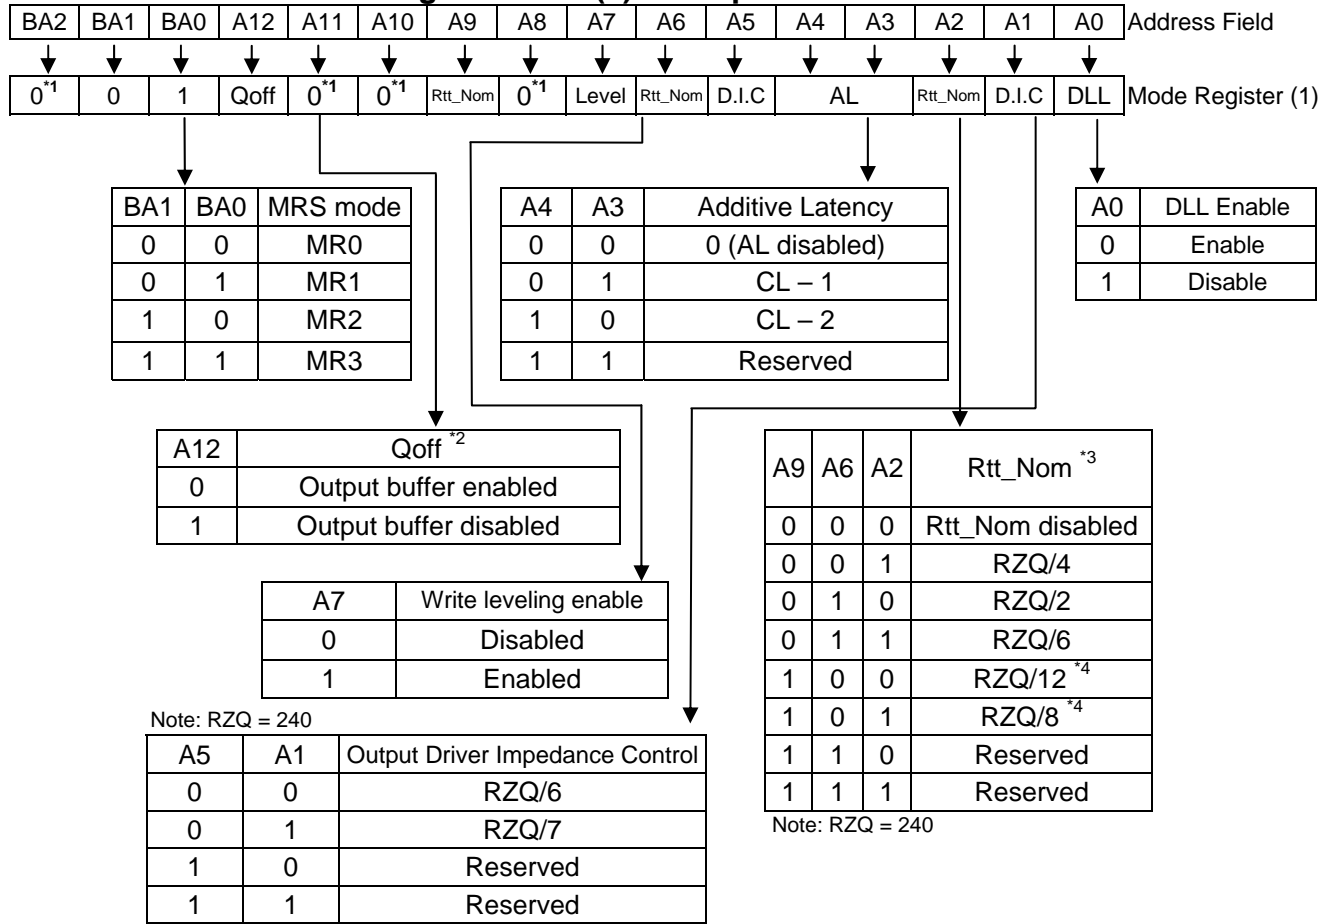 BA2 BA1 BA0 A12 A11 A10 A9 A8 A7 A6 A5 A4 A3 A2 A1 A0 Address Field
0*1 0 1 Qoff 0*1 0*1 Rtt_Nom 0*1 Level Rtt_Nom D.I.C AL Rtt_Nom D.I.C DLL Mode Register (1)
BA1 BA0 MRS mode
0 0 MR0
0 1 MR1
1 0 MR2
1 1 MR3
A4 A3 Additive Latency
0 0 0 (AL disabled)
0 1 CL – 1
1 0 CL – 2
1 1 Reserved
A0 DLL Enable
0 Enable
1 Disable
A12 Qoff *2
0 Output buffer enabled
1 Output buffer disabled
A9 A6 A2 Rtt_Nom *3
0 0 0 Rtt_Nom disabled
0 0 1 RZQ/4
0 1 0 RZQ/2
0 1 1 RZQ/6
1 0 0 RZQ/12 *4
1 0 1 RZQ/8 *4
1 1 0 Reserved
1 1 1 Reserved
Note: RZQ = 240
A7 Write leveling enable
0 Disabled
1 Enabled
Note: RZQ = 240
A5 A1 Output Driver Impedance Control
0 0 RZQ/6
0 1 RZQ/7
1 0 Reserved
1 1 Reserved